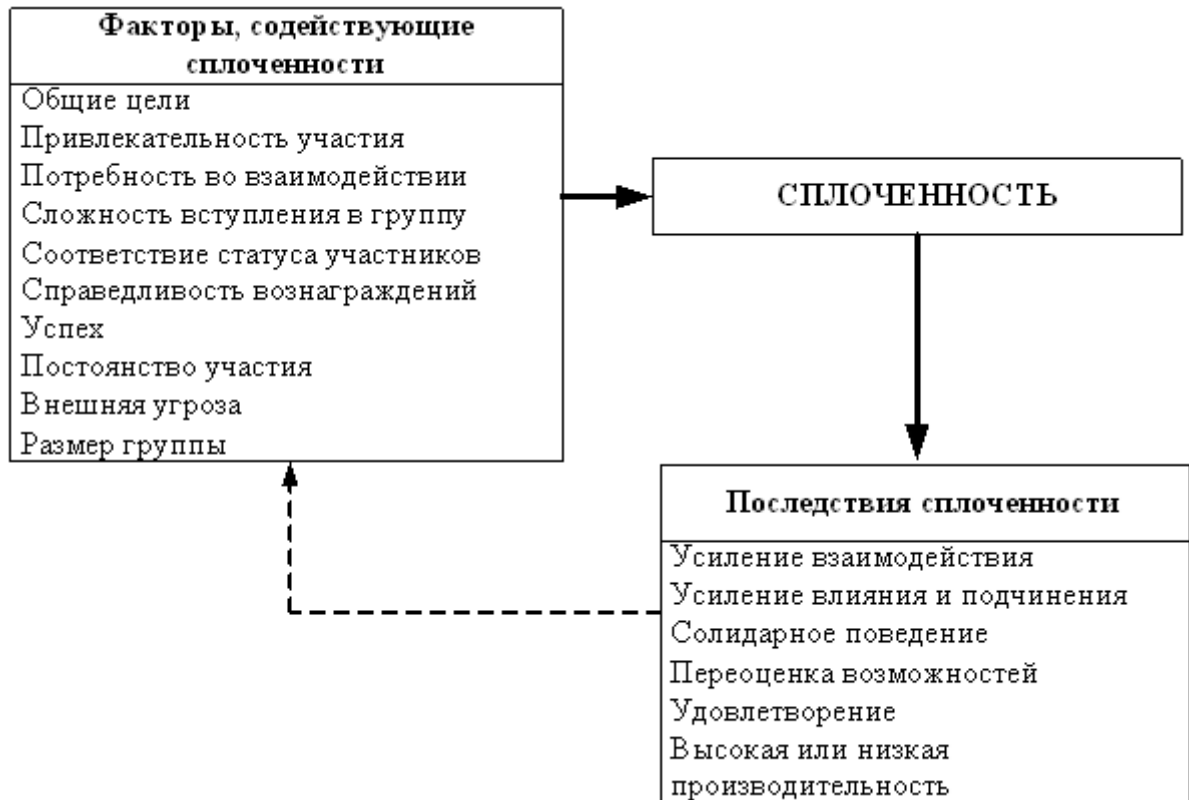 Факторы, содействующие
сплоченности
Общие цели
Привлекательность участия
Потребность во взаимодействии
Сложность вступления в группу
Соответствие статуса участников
Справедливость вознаграждений
Успех
Постоянство участия
Внешняя угроза
Размер группы
СПЛОЧЕННОСТЬ
Последствия сплоченности
Усиление взаимодействия
Усиление влияния и подчинения
Солидарное поведение
Переоценка возможностей
Удовлетворение
Высокая или низкая
производительность